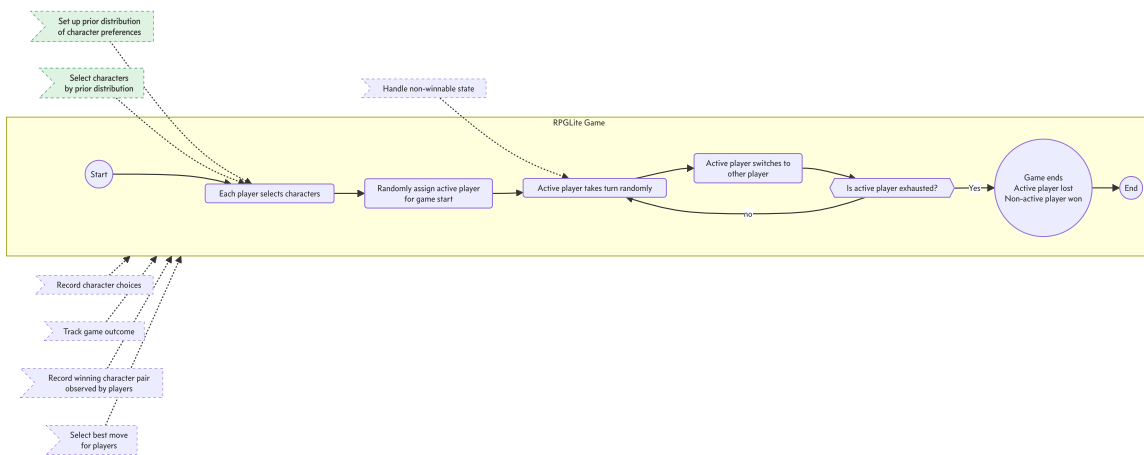 Set up prior distribution
of character preferences
Select characters
by prior distribution
Handle non-winnable state
RPGLite Game
Start
Each player selects characters
Randomly assign active player
for game start
Active player takes turn randomly
Active player switches to
other player
Is active player exhausted?
no
Yes
Game ends
Active player lost
Non-active player won
End
Record character choices
Track game outcome
Record winning character pair
observed by players
Select best move
for players